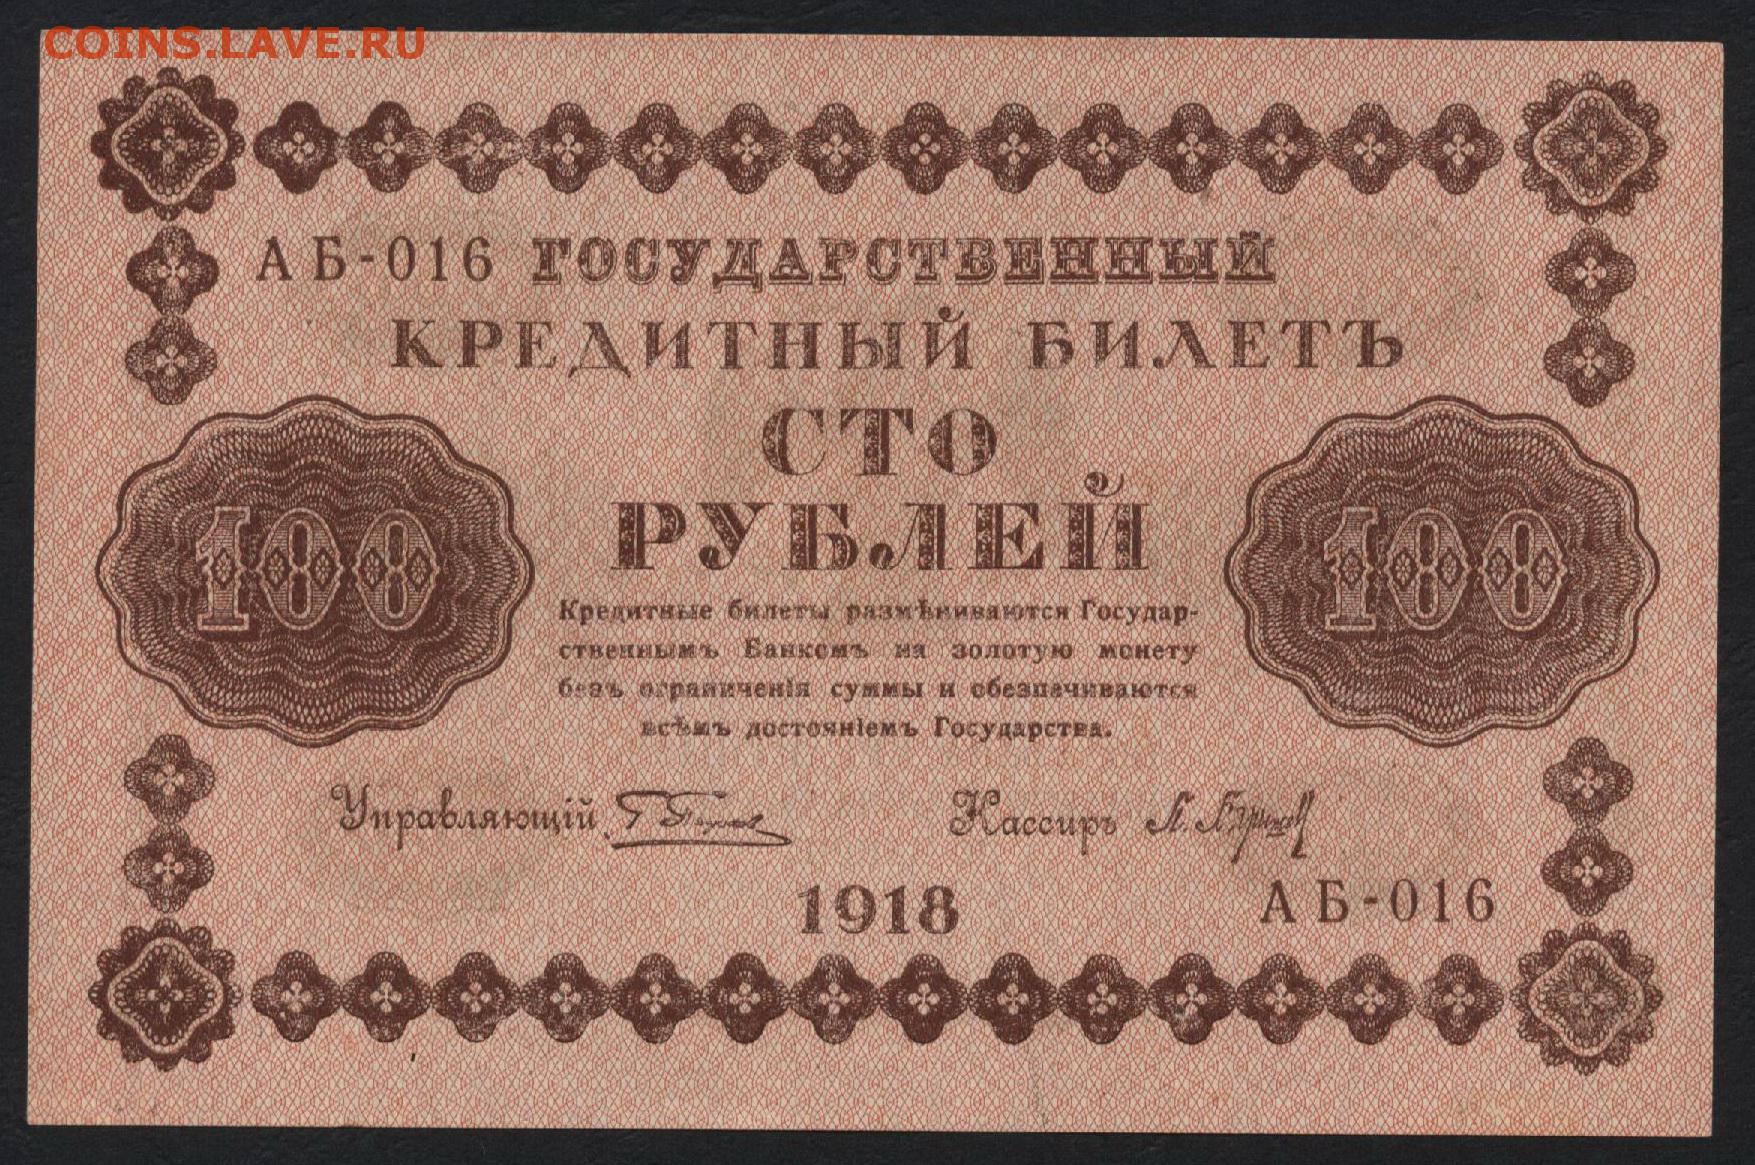 COINS.LAVE.RU
АБ-016 ГОСУДАРСТВЕННЫЙ
КРЕДИТНЫЙ БИЛЕТЪ
СТО
РУБЛЕЙ
100
100
Кредитные билеты размѣниваются Государ-
ственнымъ Банкомъ на золотую монету
безъ ограниченія суммы и обезпечиваются
всѣмъ достояніемъ Государства.
Управляющій
Кассиръ
1918
АБ-016